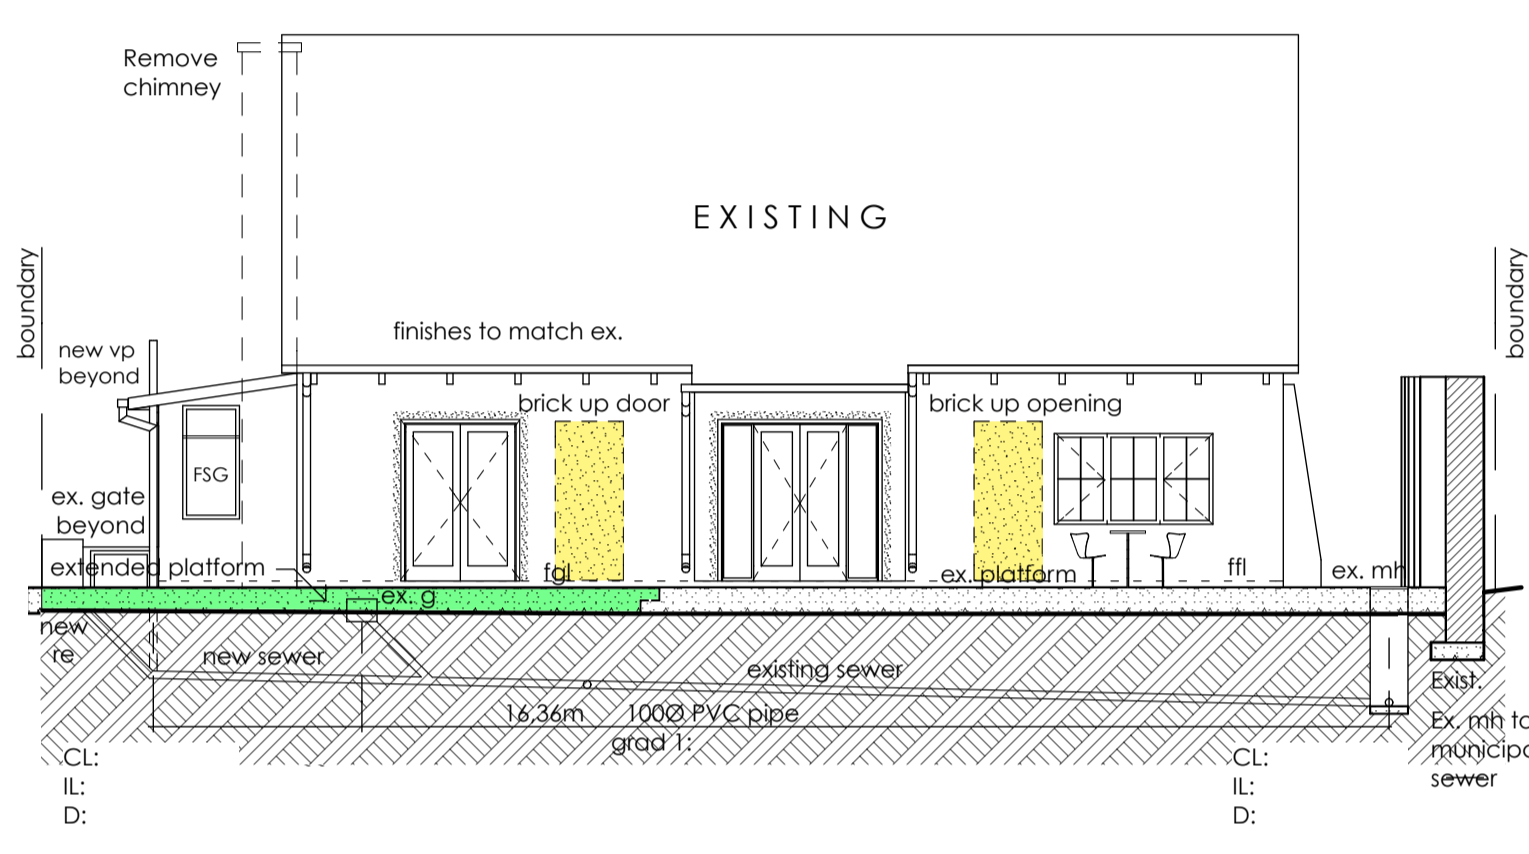 Remove
chimney
EXISTING
boundary
boundary
finishes to match ex.
new vp
beyond
brick up door
brick up opening
FSG
ex. gate
beyond
extended platform
fgl
ex. platform
ffl
ex. mh
ex. g
new
re
new sewer
existing sewer
Exist.
16,36m 100Ø PVC pipe
grad 1:
Ex. mh to
municipa
sewer
CL:
IL:
D:
CL:
IL:
D: